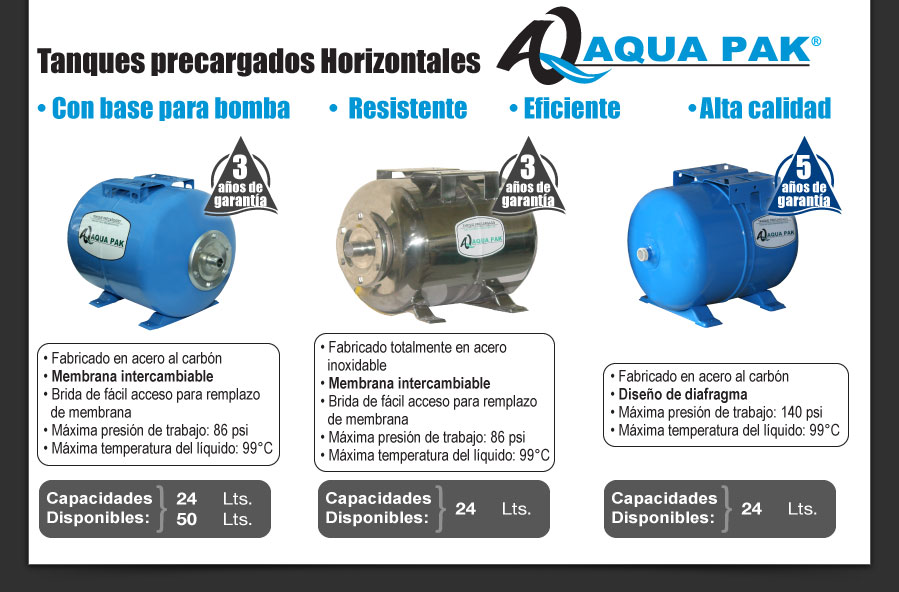 Tanques precargados Horizontales
AQUA PAK®
• Con base para bomba • Resistente • Eficiente • Alta calidad
3
años de
garantía
AQUA PAK
3
años de
garantía
AQUA PAK
5
años de
garantía
AQUA PAK
• Fabricado en acero al carbón
• Membrana intercambiable
• Brida de fácil acceso para remplazo
de membrana
• Máxima presión de trabajo: 86 psi
• Máxima temperatura del líquido: 99°C
• Fabricado totalmente en acero
inoxidable
• Membrana intercambiable
• Brida de fácil acceso para remplazo
de membrana
• Máxima presión de trabajo: 86 psi
• Máxima temperatura del líquido: 99°C
• Fabricado en acero al carbón
• Diseño de diafragma
• Máxima presión de trabajo: 140 psi
• Máxima temperatura del líquido: 99°C
Capacidades
Disponibles:
24 Lts.
50 Lts.
Capacidades
Disponibles:
24 Lts.
Capacidades
Disponibles:
24 Lts.